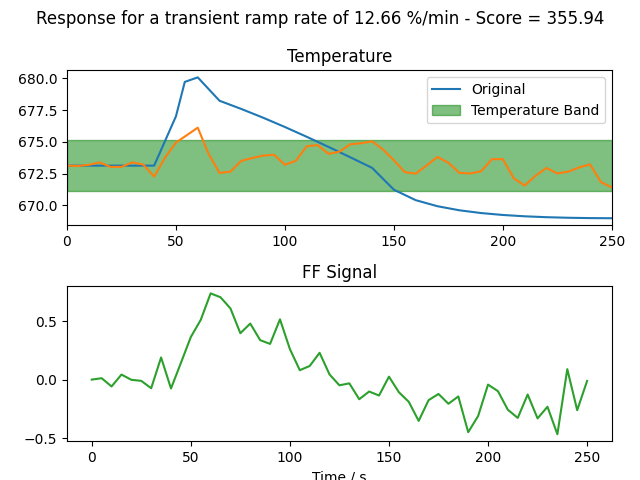 Response for a transient ramp rate of 12.66 %/min - Score = 355.94
Temperature
680.0
677.5
675.0
672.5
670.0
Original
Temperature Band
0 50 100 150 200 250
FF Signal
0.5
0.0
−0.5
0 50 100 150 200 250
Time / s